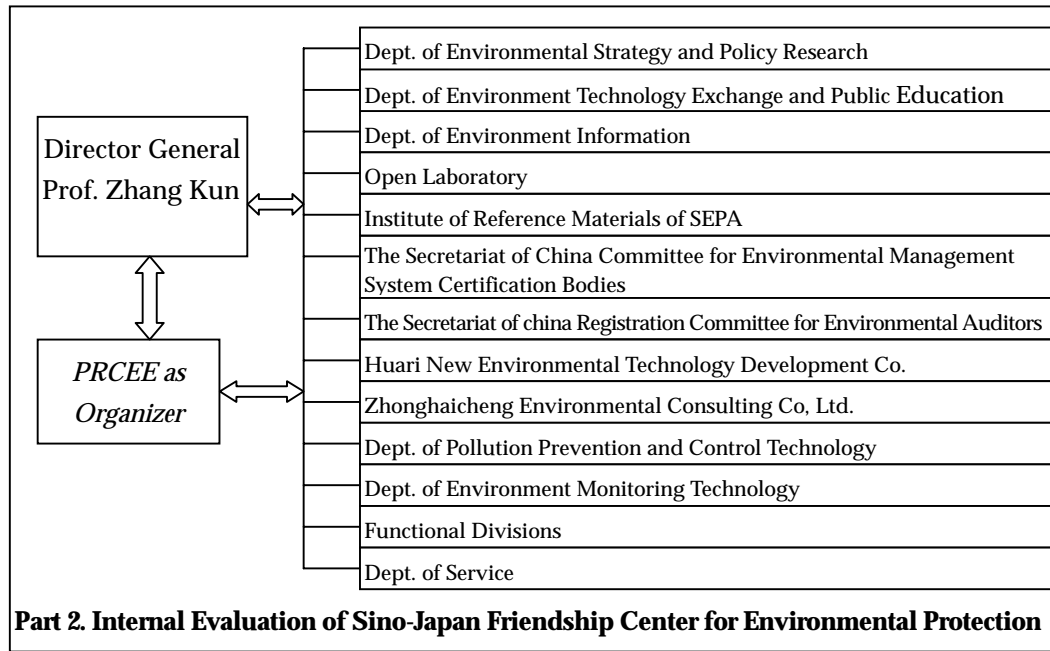 Dept. of Environmental Strategy and Policy Research
Dept. of Environment Technology Exchange and Public Education
Director General
Prof. Zhang Kun
Dept. of Environment Information
Open Laboratory
Institute of Reference Materials of SEPA
The Secretariat of China Committee for Environmental Management
System Certification Bodies
The Secretariat of china Registration Committee for Environmental Auditors
PRCEE as
Organizer
Huari New Environmental Technology Development Co.
Zhonghaicheng Environmental Consulting Co, Ltd.
Dept. of Pollution Prevention and Control Technology
Dept. of Environment Monitoring Technology
Functional Divisions
Dept. of Service
Part 2. Internal Evaluation of Sino-Japan Friendship Center for Environmental Protection